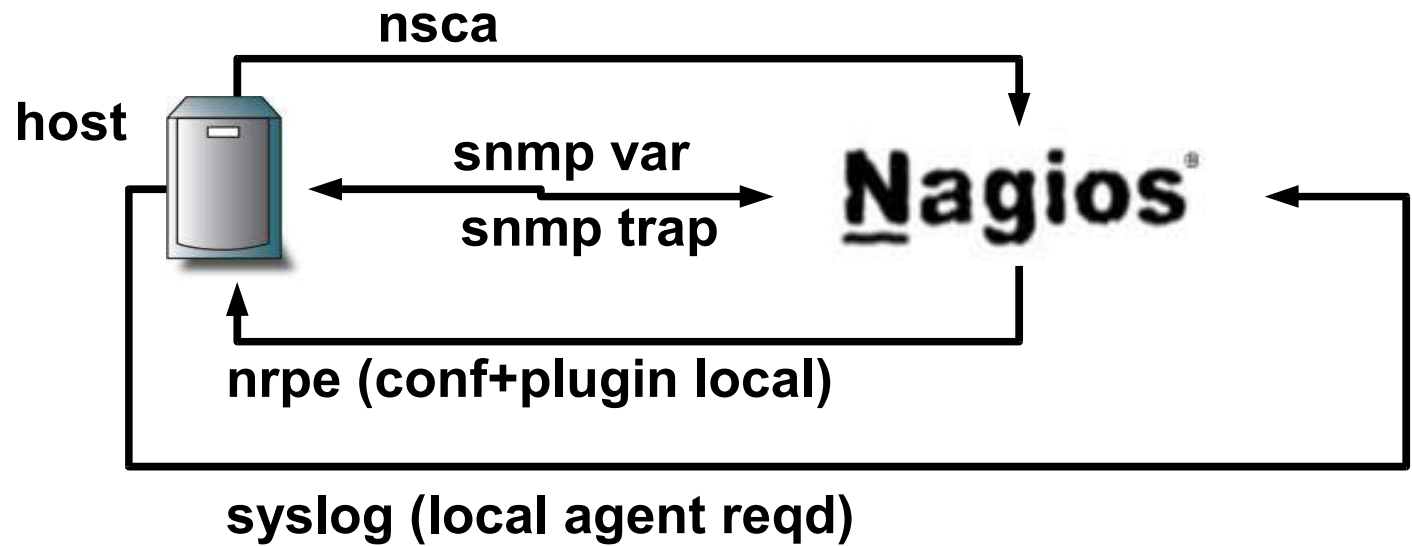 nsca
host
snmp var
Nagios®
snmp trap
nrpe (conf+plugin local)
syslog (local agent reqd)